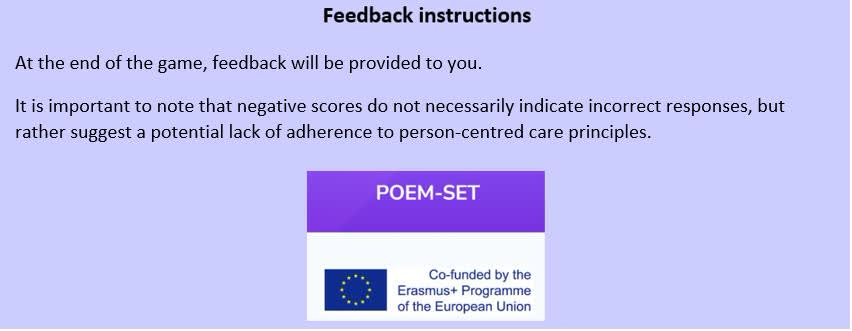 Feedback instructions
At the end of the game, feedback will be provided to you.
It is important to note that negative scores do not necessarily indicate incorrect responses, but
rather suggest a potential lack of adherence to person-centred care principles.
POEM-SET
Co-funded by the
Erasmus+ Programme
of the European Union